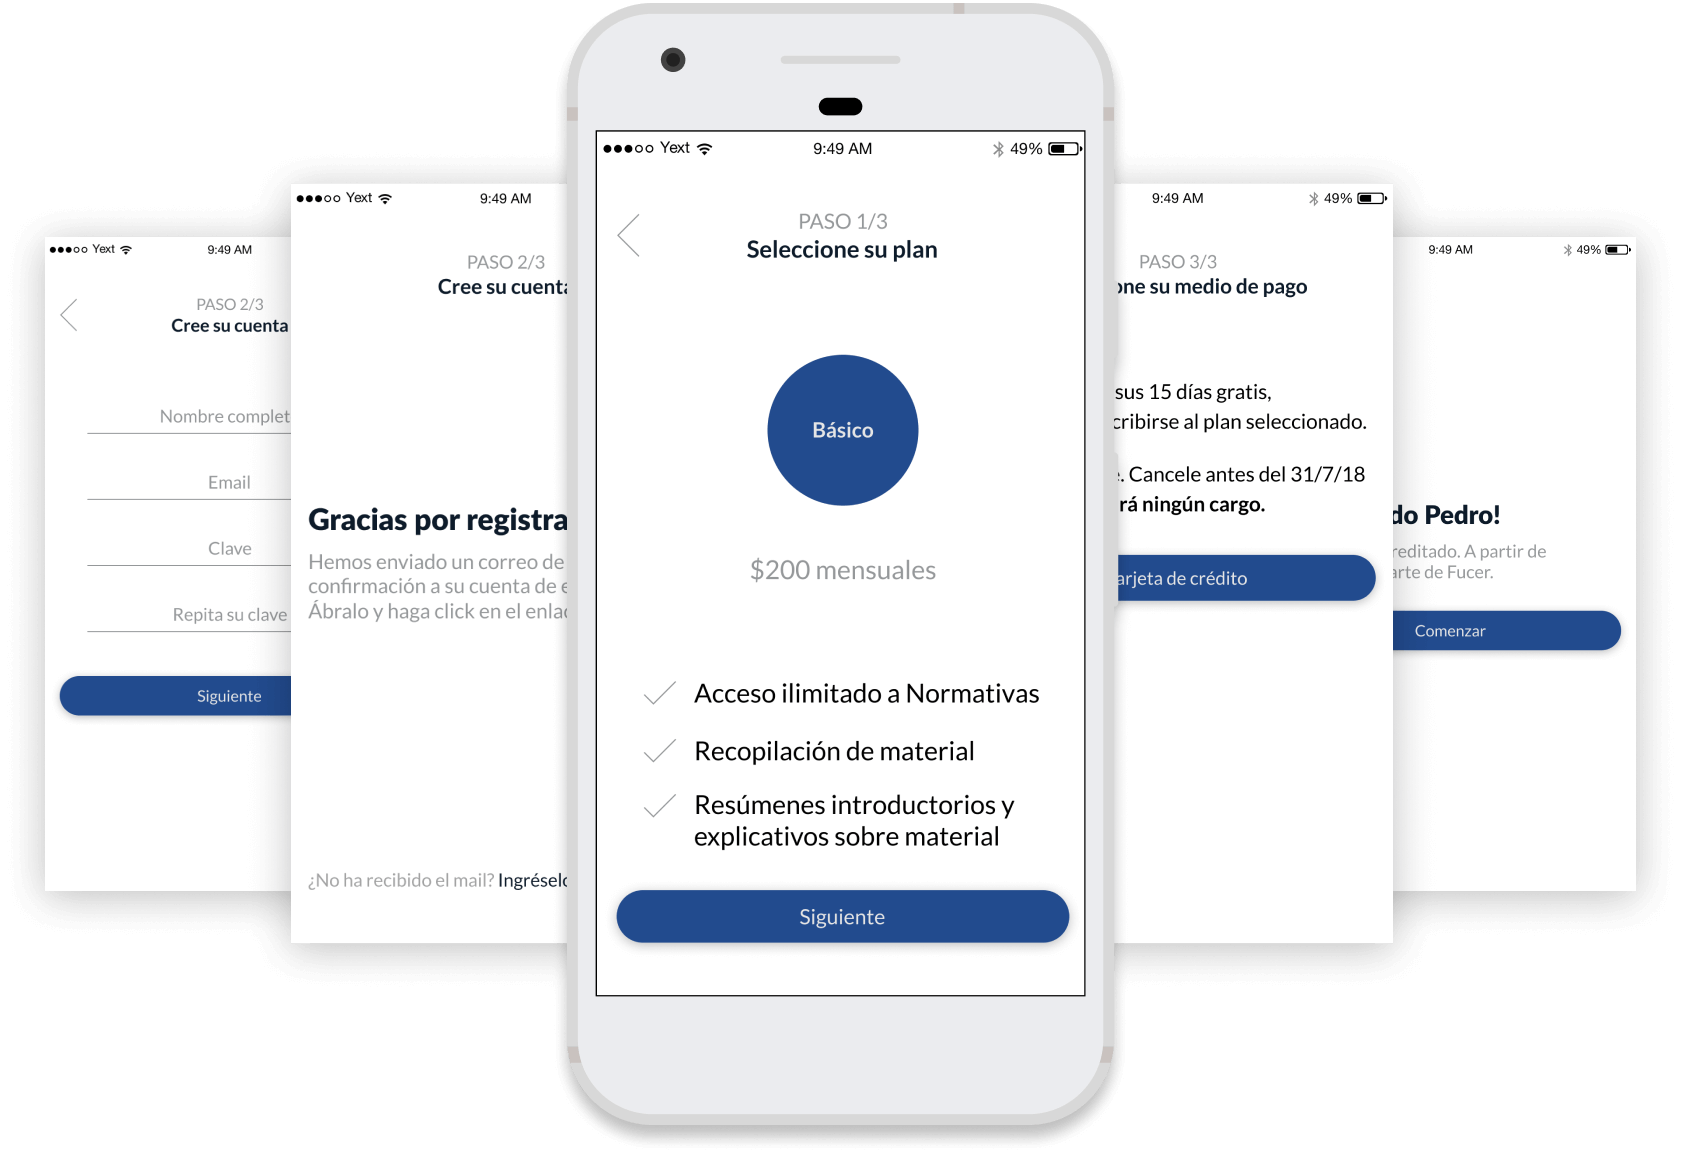 Yext
9:49 AM
PASO 2/3
Cree su cuenta
Nombre complet
Email
Clave
Repita su clave
Siguiente
Yext
9:49 AM
PASO 2/3
Cree su cuenta
Gracias por registra
Hemos enviado un correo de
confirmación a su cuenta de e
Ábralo y haga click en el enlac
¿No ha recibido el mail? Ingréselo
Yext
9:49 AM
49%
PASO 1/3
Seleccione su plan
Básico
$200 mensuales
Acceso ilimitado a Normativas
Recopilación de material
Resúmenes introductorios y
explicativos sobre material
Siguiente
9:49 AM
49%
PASO 3/3
one su medio de pago
sus 15 días gratis,
cribirse al plan seleccionado.
. Cancele antes del 31/7/18
rá ningún cargo.
arjeta de crédito
9:49 AM
49%
do Pedro!
reditado. A partir de
arte de Fucer.
Comenzar